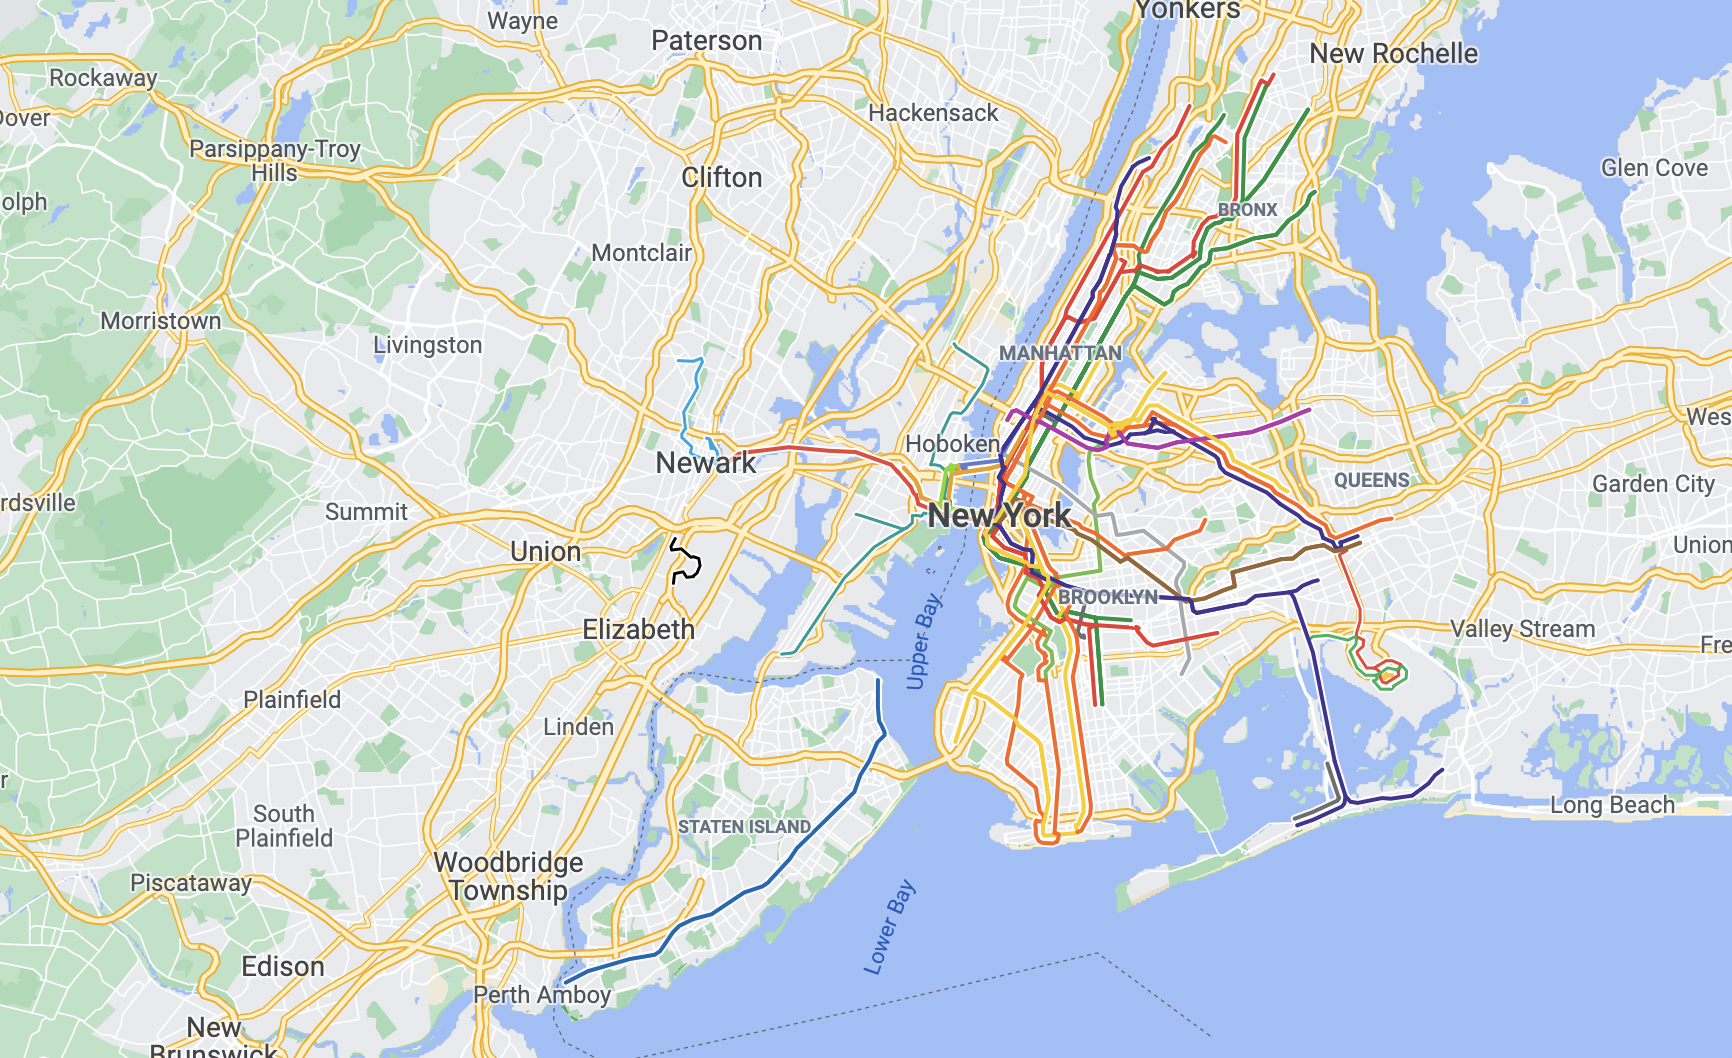 Yonkers
Wayne
Paterson
New Rochelle
Rockaway
Hackensack
Dover
Parsippany-Troy
Hills
Glen Cove
Clifton
olph
BRONX
Montclair
Morristown
Livingston
MANHATTAN
Wes
Hoboken
Newark
QUEENS
Garden City
rdsville
Summit
New York
Union
Union
BROOKLYN
Elizabeth
Upper Bay
Valley Stream
Fre
Plainfield
Linden
r
Long Beach
South
Plainfield
STATEN ISLAND
Woodbridge
Township
Piscataway
Lower Bay
Edison
Perth Amboy
New
Brunswick